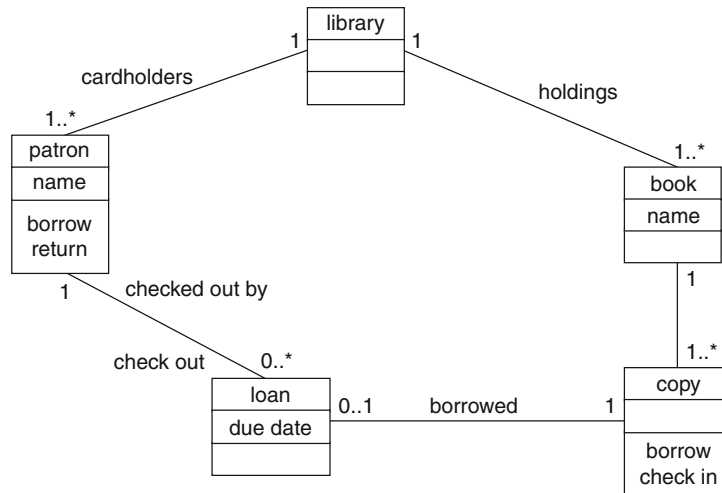 library
1
1
cardholders
holdings
1..*
1..*
patron
name
borrow
return
book
name
1
checked out by
1
check out
0..*
1..*
loan
due date
0..1
borrowed
1
copy
borrow
check in